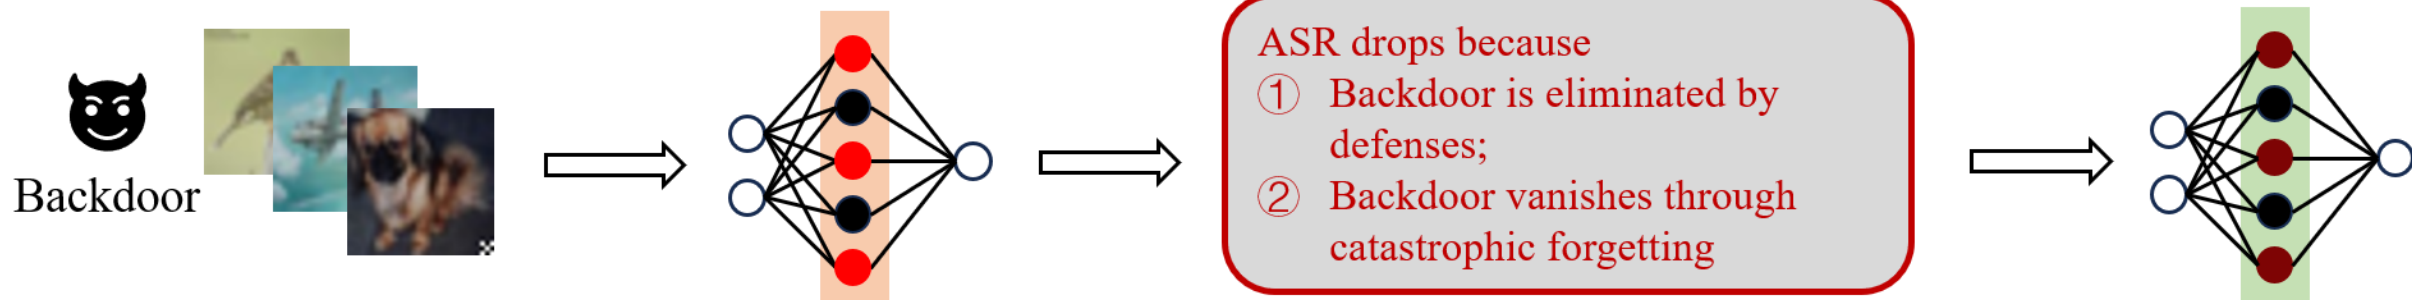 Backdoor
ASR drops because
① Backdoor is eliminated by
defenses;
② Backdoor vanishes through
catastrophic forgetting